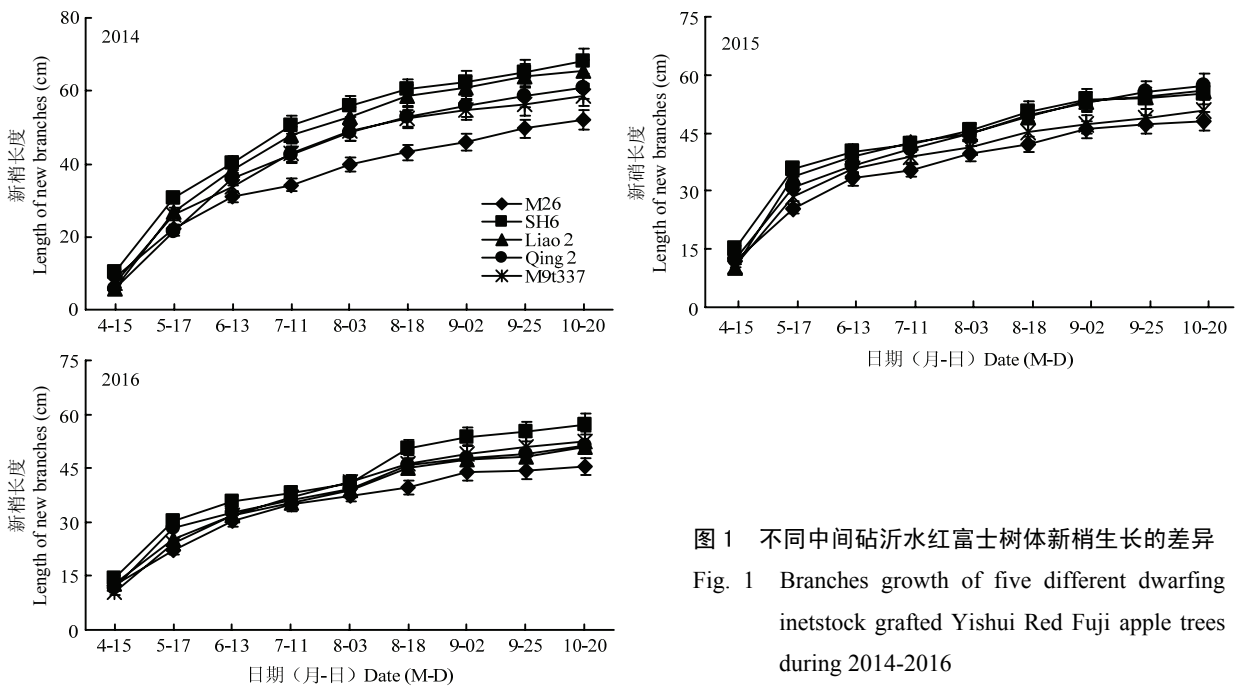 2014
新梢长度
Length of new branches (cm)
80
60
40
20
0
M26
SH6
Liao 2
Qing 2
M9t337
4-15 5-17 6-13 7-11 8-03 8-18 9-02 9-25 10-20
2015
新硝长度
Length of new branches (cm)
75
60
45
30
15
0
4-15 5-17 6-13 7-11 8-03 8-18 9-02 9-25 10-20
日期（月-日）Date (M-D)
2016
新梢长度
Length of new branches (cm)
75
60
45
30
15
0
4-15 5-17 6-13 7-11 8-03 8-18 9-02 9-25 10-20
日期（月-日）Date (M-D)
图 1 不同中间砧沂水红富士树体新梢生长的差异
Fig. 1 Branches growth of five different dwarfing
inetstock grafted Yishui Red Fuji apple trees
during 2014-2016